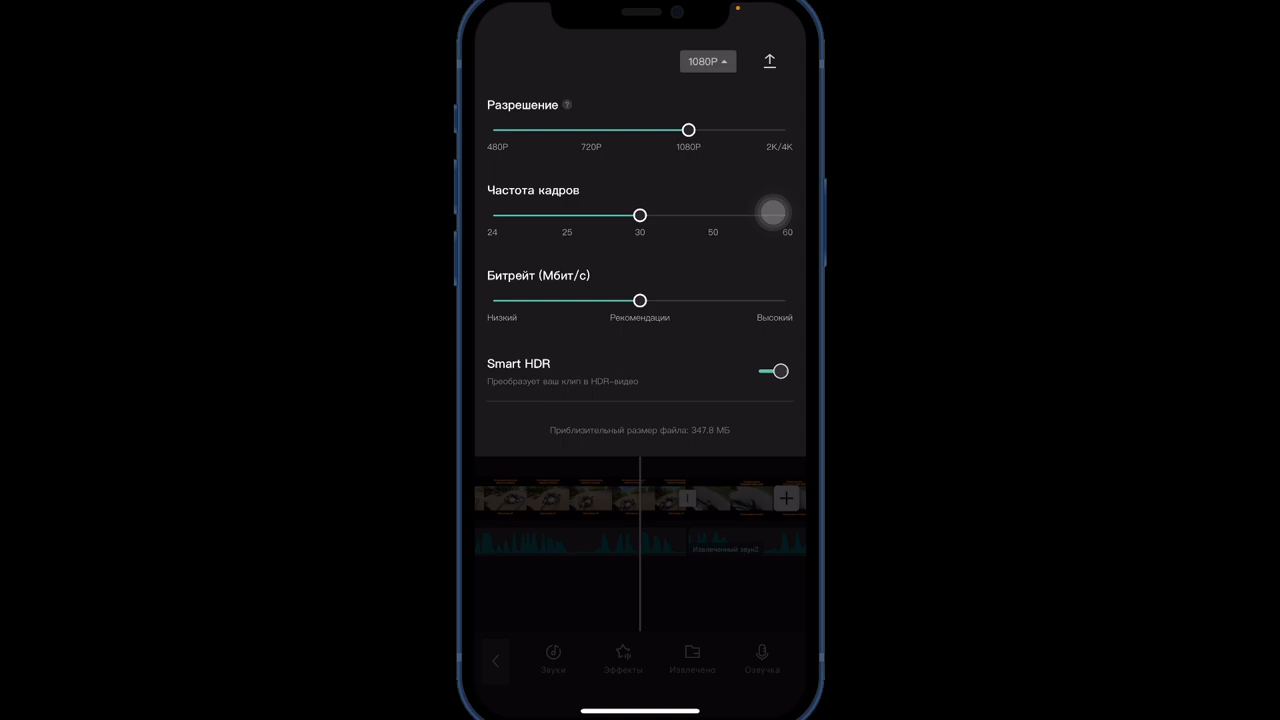 1080P
Разрешение ?
480P 720P 1080P 2K/4K
Частота кадров
24 25 30 50 60
Битрейт (Мбит/с)
Низкий Рекомендации Высокий
Smart HDR
Преобразует ваш клип в HDR-видео
Приблизительный размер файла: 347.8 МБ
Извлеченный звук2
Звуки Эффекты Извлечено Озвучка